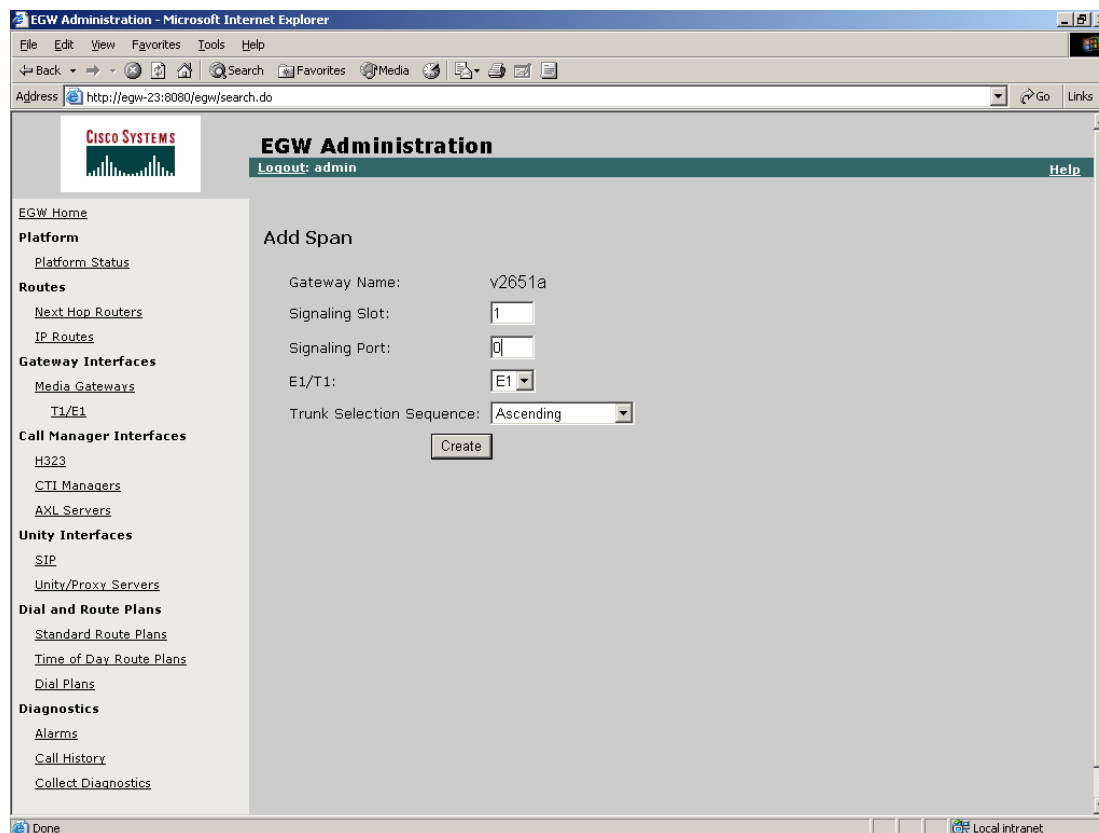 EGW Administration - Microsoft Internet Explorer
File Edit View Favorites Tools Help
Back Search Favorites Media
Address http://egw-23:8080/egw/search.do Go Links
CISCO SYSTEMS
EGW Administration
Logout: admin Help
EGW Home
Platform
Platform Status
Routes
Next Hop Routers
IP Routes
Gateway Interfaces
Media Gateways
T1/E1
Call Manager Interfaces
H323
CTI Managers
AXL Servers
Unity Interfaces
SIP
Unity/Proxy Servers
Dial and Route Plans
Standard Route Plans
Time of Day Route Plans
Dial Plans
Diagnostics
Alarms
Call History
Collect Diagnostics
Add Span
Gateway Name: v2651a
Signaling Slot: 1
Signaling Port: 0
E1/T1: E1
Trunk Selection Sequence: Ascending
Create
Done Local intranet